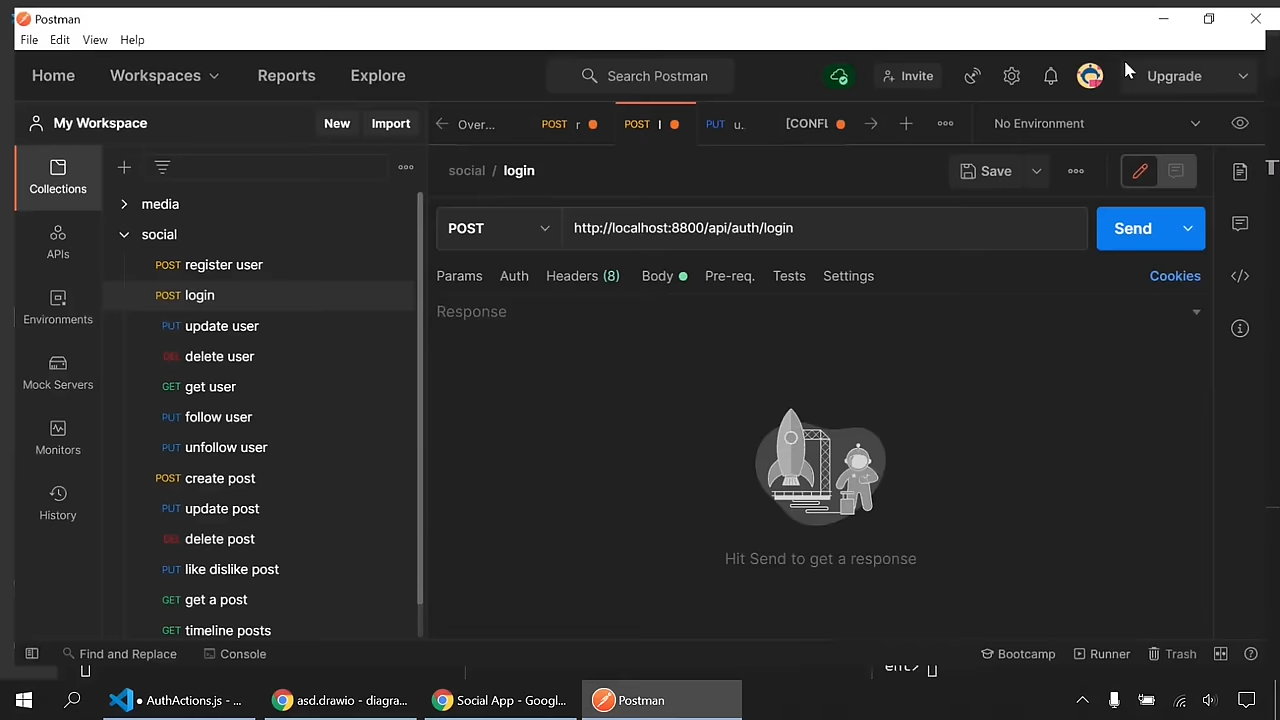 Postman
File Edit View Help
Home Workspaces Reports Explore Search Postman Invite Upgrade
My Workspace New Import Over... POST r POST l PUT u.. [CONFL No Environment
Collections
APIs
Environments
Mock Servers
Monitors
History
media
social
POST register user
POST login
PUT update user
DEL delete user
GET get user
PUT follow user
PUT unfollow user
POST create post
PUT update post
DEL delete post
PUT like dislike post
GET get a post
GET timeline posts
social / login Save
POST http://localhost:8800/api/auth/login Send
Params Auth Headers (8) Body Pre-req. Tests Settings Cookies
Response
Hit Send to get a response
Find and Replace Console Bootcamp Runner Trash
AuthActions.js - ... asd.drawio - diagra... Social App - Googl... Postman